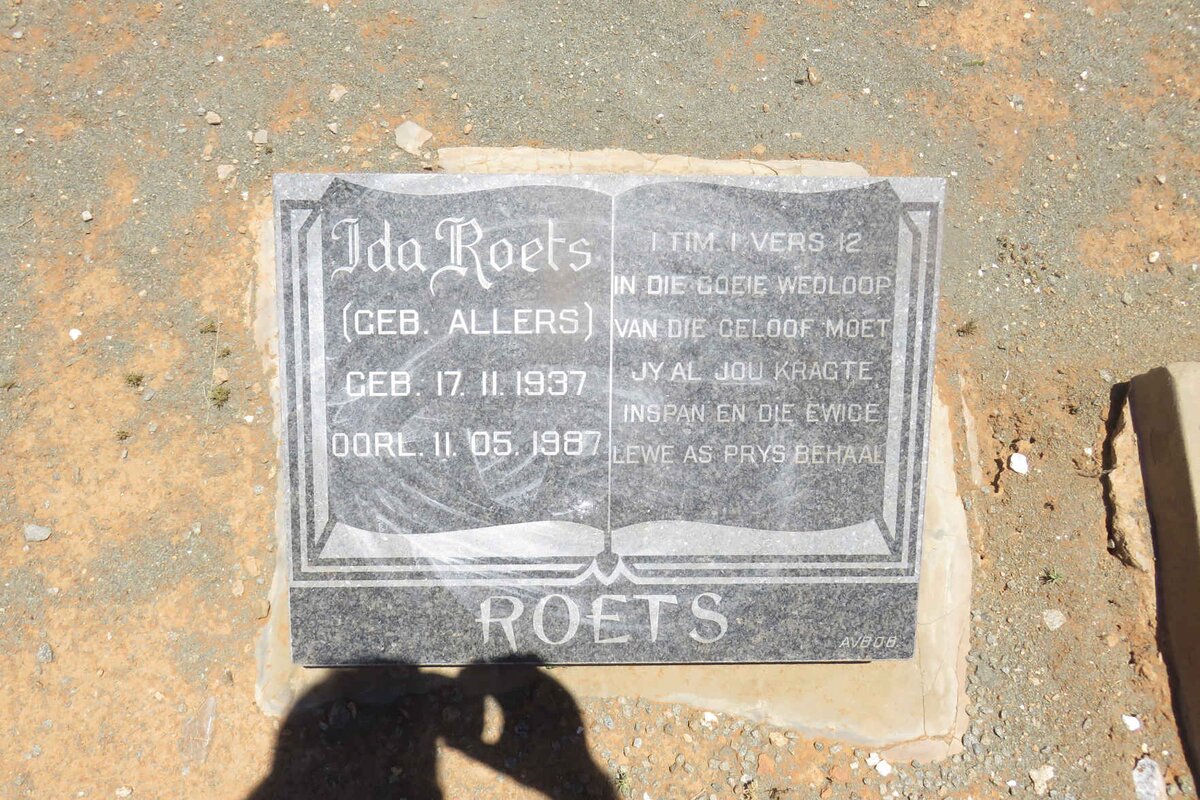 Ida Roets
(GEB. ALLERS)
GEB. 17. 11. 1937
OORL. 11. 05. 1987
I TIM. I VERS 12
IN DIE GOEIE WEDLOOP
VAN DIE GELOOF MOET
JY AL JOU KRAGTE
INSPAN EN DIE EWIGE
LEWE AS PRYS BEHAAL
ROETS
AVBOB